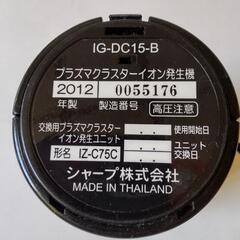 IG-DC15-B
プラズマクラスターイオン発生機
2012 0055176
年製 製造番号 高圧注意
交換用プラズマクラスター 使用開始日
イオン発生ユニット
形名 IZ-C75C ユニット交換日
シャープ株式会社
MADE IN THAILAND